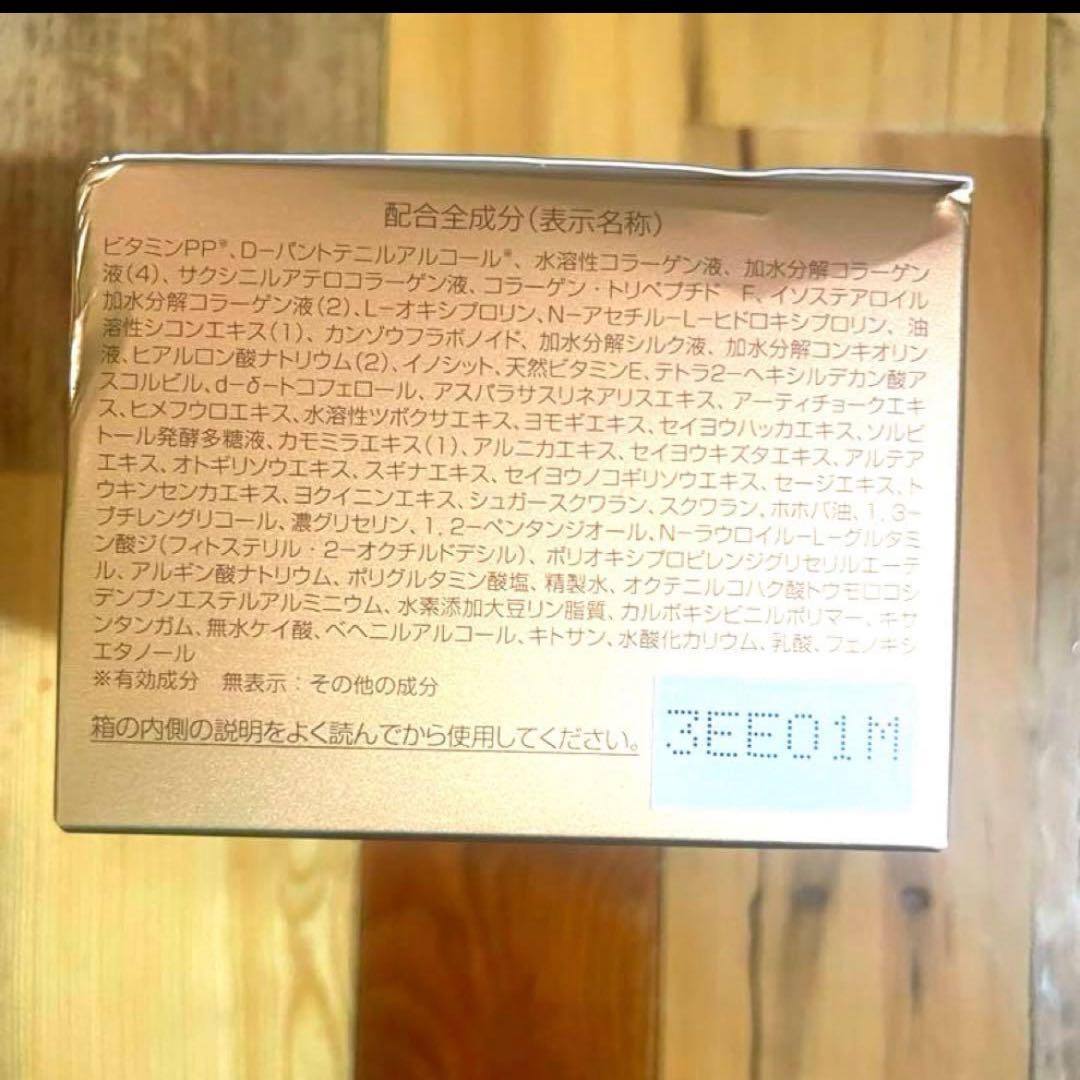 配合全成分(表示名称)
ビタミンPP※、D－パントテニルアルコール※、水溶性コラーゲン液、加水分解コラーゲン
液(4)、サクシニルアテロコラーゲン液、コラーゲン・トリペプチド F、イソステアロイル
加水分解コラーゲン液(2)、L－オキシプロリン、N－アセチル－L－ヒドロキシプロリン、油
溶性シコンエキス(1)、カンゾウフラボノイド、加水分解シルク液、加水分解コンキオリン
液、ヒアルロン酸ナトリウム(2)、イノシット、天然ビタミンE、テトラ2－ヘキシルデカン酸ア
スコルビル、d－δ－トコフェロール、アスパラサスリネアリスエキス、アーティチョークエキ
ス、ヒメフウロエキス、水溶性ツボクサエキス、ヨモギエキス、セイヨウハッカエキス、ソルビ
トール発酵多糖液、カモミラエキス(1)、アルニカエキス、セイヨウキズタエキス、アルテア
エキス、オトギリソウエキス、スギナエキス、セイヨウノコギリソウエキス、セージエキス、ト
ウキンセンカエキス、ヨクイニンエキス、シュガースクワラン、スクワラン、ホホバ油、1,3－
ブチレングリコール、濃グリセリン、1,2－ペンタンジオール、N－ラウロイル－L－グルタミ
ン酸ジ(フィトステリル・2－オクチルドデシル)、ポリオキシプロピレンジグリセリルエーテ
ル、アルギン酸ナトリウム、ポリグルタミン酸塩、精製水、オクテニルコハク酸トウモロコシ
デンプンエステルアルミニウム、水素添加大豆リン脂質、カルボキシビニルポリマー、キサ
ンタンガム、無水ケイ酸、ベヘニルアルコール、キトサン、水酸化カリウム、乳酸、フェノキシ
エタノール
※有効成分　無表示：その他の成分
箱の内側の説明をよく読んでから使用してください。
3EE01M